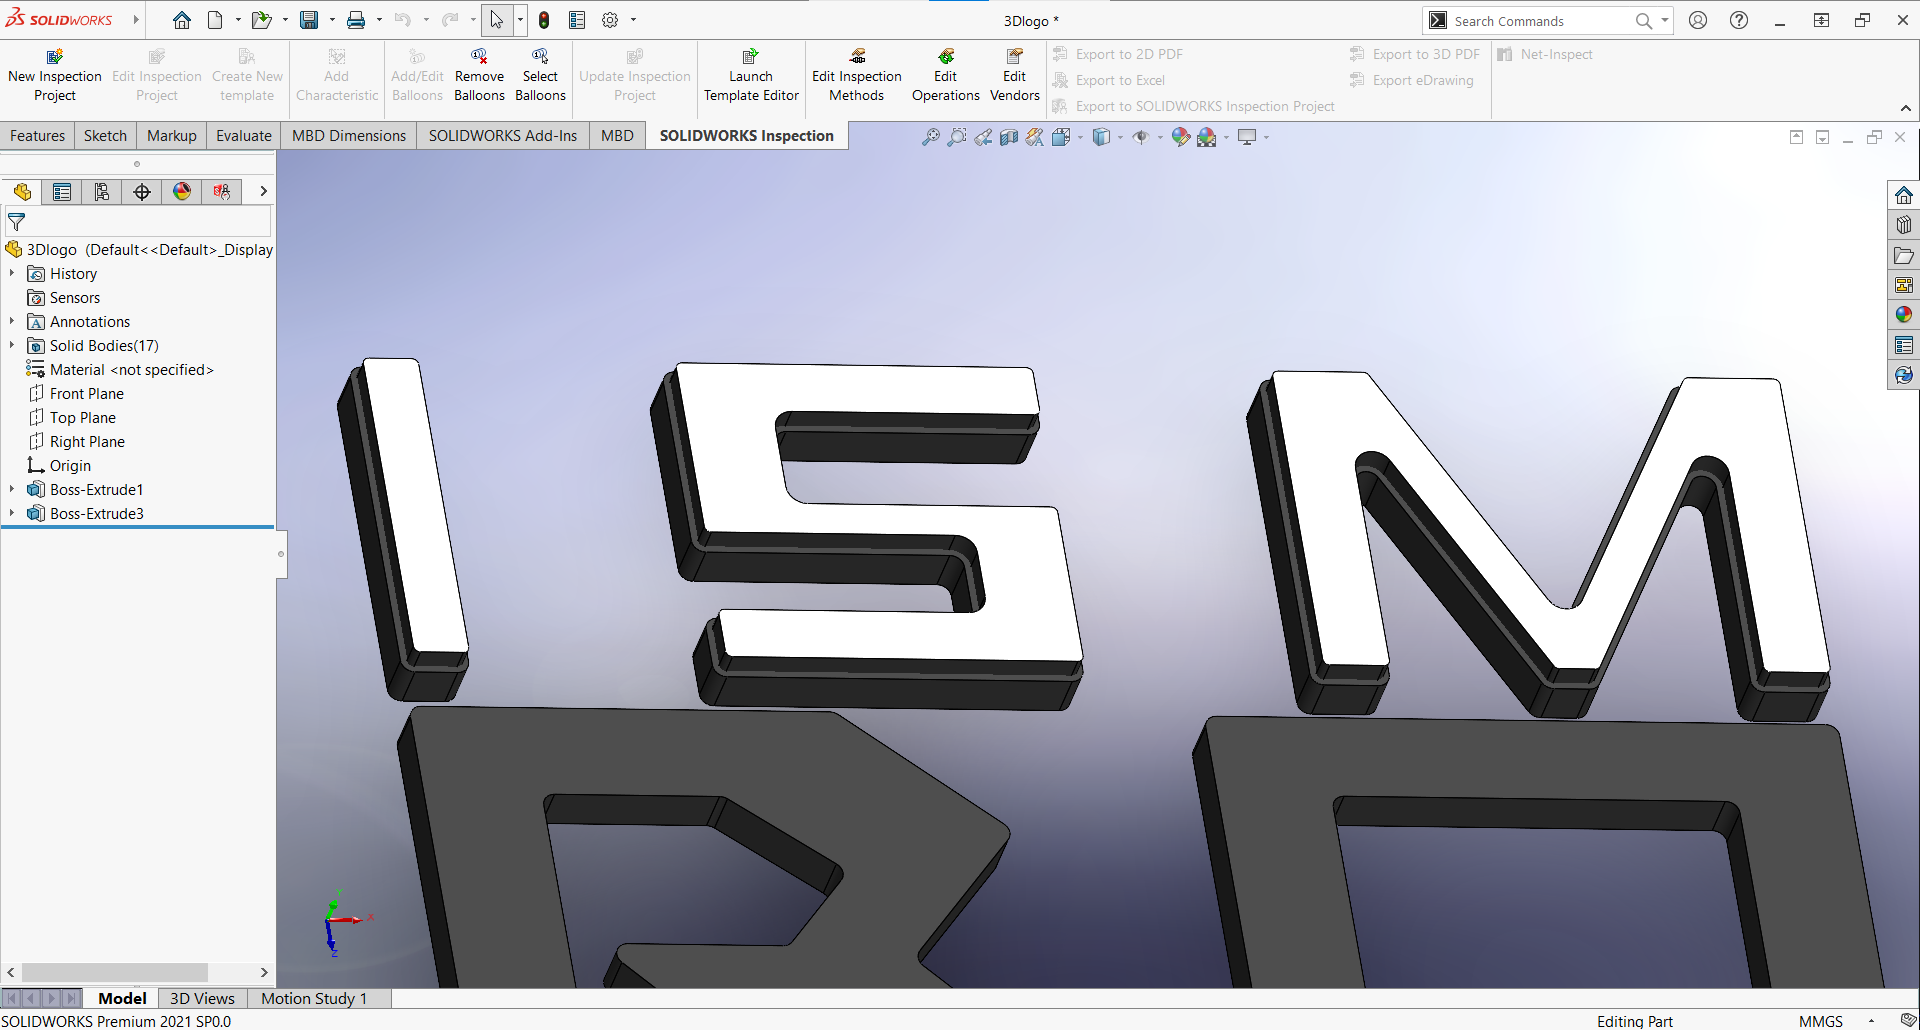 SOLIDWORKS
3Dlogo *
Search Commands
New Inspection Project
Edit Inspection Project
Create New template
Add Characteristic
Add/Edit Balloons
Remove Balloons
Select Balloons
Update Inspection Project
Launch Template Editor
Edit Inspection Methods
Edit Operations
Edit Vendors
Export to 2D PDF
Export to Excel
Export to SOLIDWORKS Inspection Project
Export to 3D PDF
Export eDrawing
Net-Inspect
Features
Sketch
Markup
Evaluate
MBD Dimensions
SOLIDWORKS Add-Ins
MBD
SOLIDWORKS Inspection
3Dlogo (Default<<Default>_Display
History
Sensors
Annotations
Solid Bodies(17)
Material <not specified>
Front Plane
Top Plane
Right Plane
Origin
Boss-Extrude1
Boss-Extrude3
I S M
Y
X
Z
Model
3D Views
Motion Study 1
SOLIDWORKS Premium 2021 SP0.0
Editing Part
MMGS